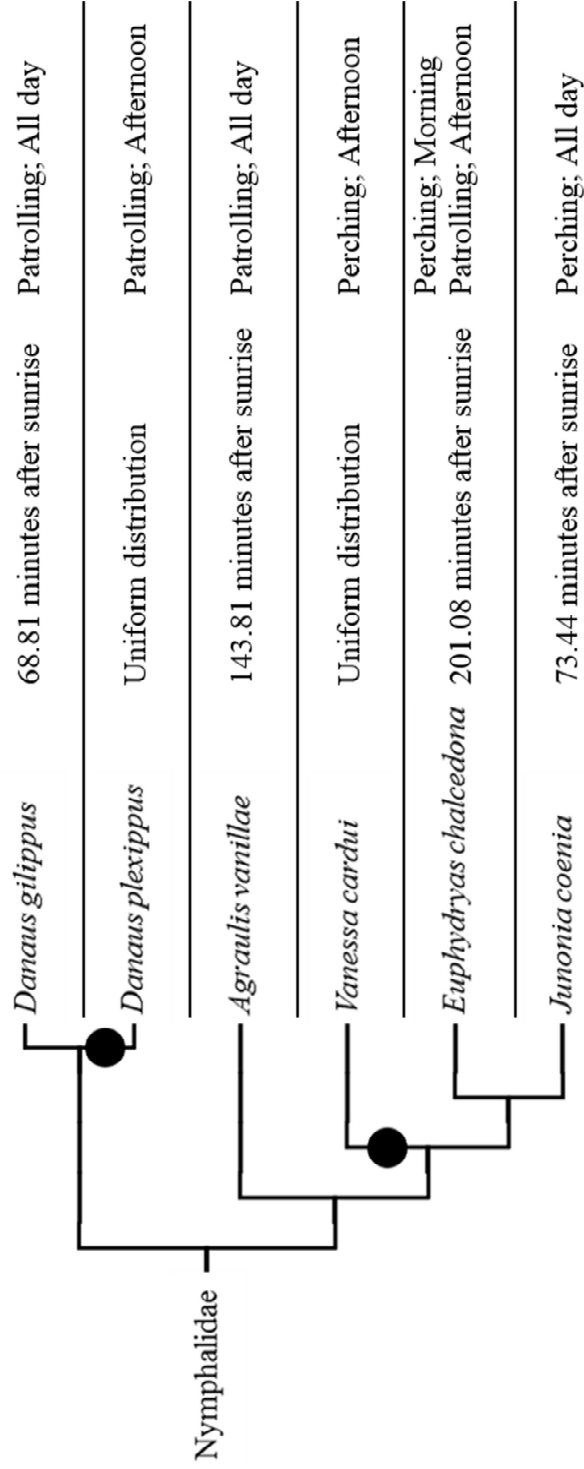 Nymphalidae
Danaus gilippus 68.81 minutes after sunrise Patrolling; All day
Danaus plexippus Uniform distribution Patrolling; Afternoon
Agraulis vanillae 143.81 minutes after sunrise Patrolling; All day
Vanessa cardui Uniform distribution Perching; Afternoon
Perching; Morning
Euphydryas chalcedona 201.08 minutes after sunrise Patrolling; Afternoon
Junonia coenia 73.44 minutes after sunrise Perching; All day